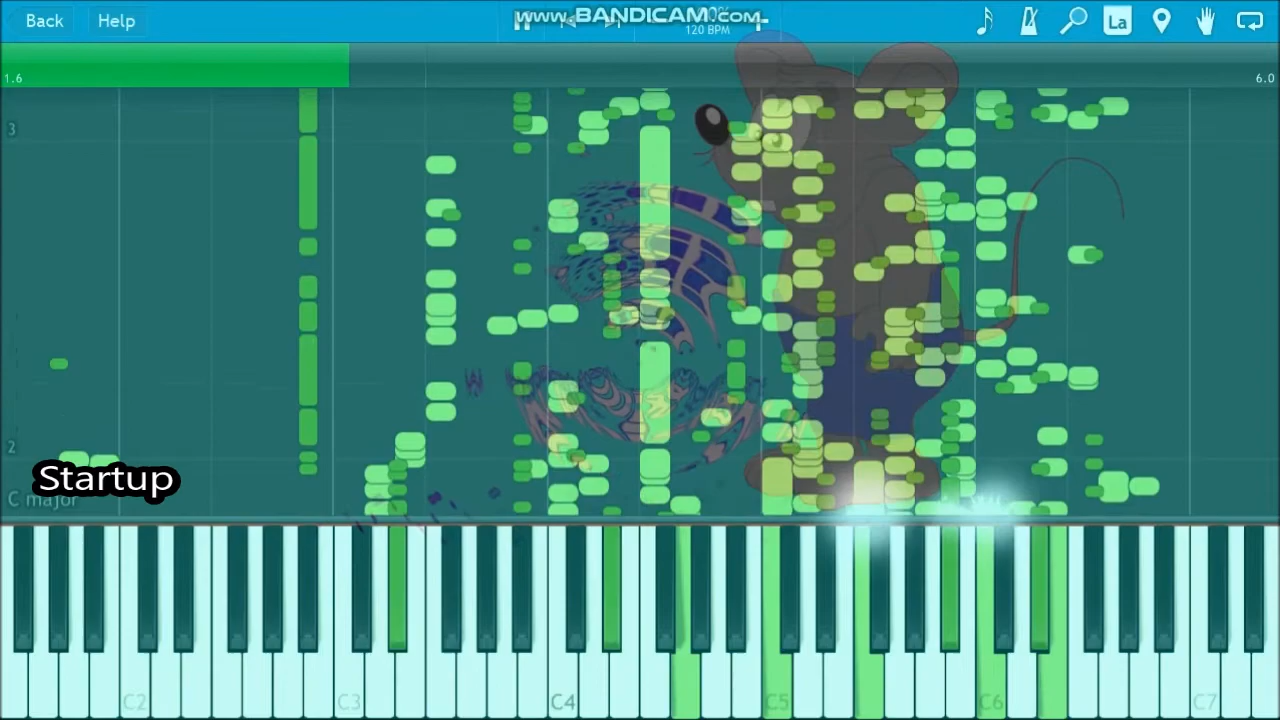 Back Help
www.BANDICAM.com
120 BPM
La
1.6
6.0
3
2
Startup
C major
C2 C3 C4 C5 C6 C7